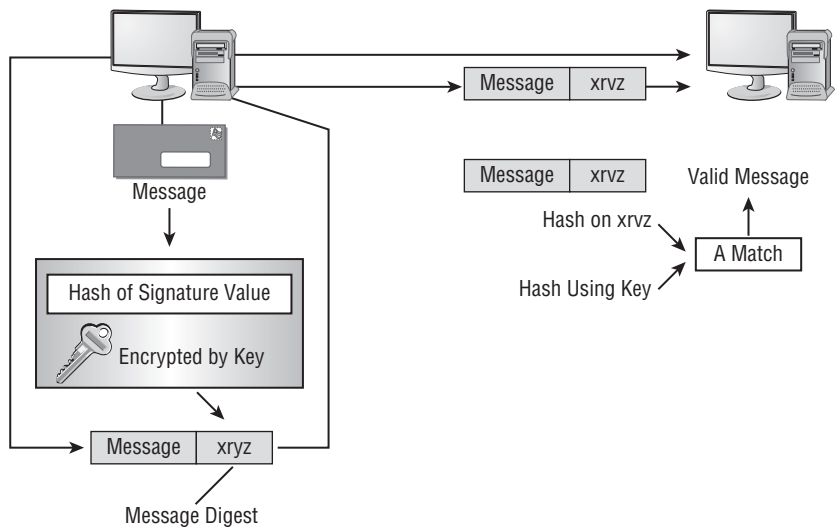 Message xrvz
Message
Message xrvz
Valid Message
Hash on xrvz
A Match
Hash Using Key
Hash of Signature Value
Encrypted by Key
Message xryz
Message Digest